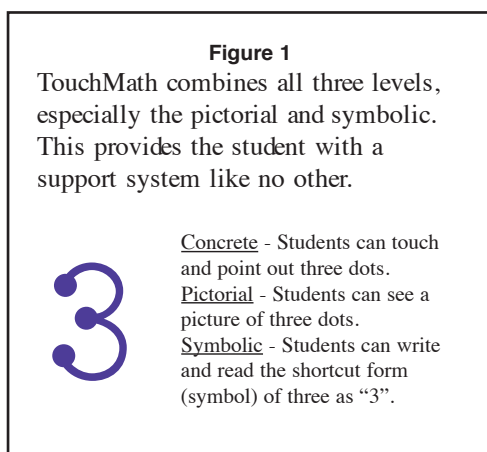 Figure 1
TouchMath combines all three levels,
especially the pictorial and symbolic.
This provides the student with a
support system like no other.
3
Concrete - Students can touch
and point out three dots.
Pictorial - Students can see a
picture of three dots.
Symbolic - Students can write
and read the shortcut form
(symbol) of three as “3”.